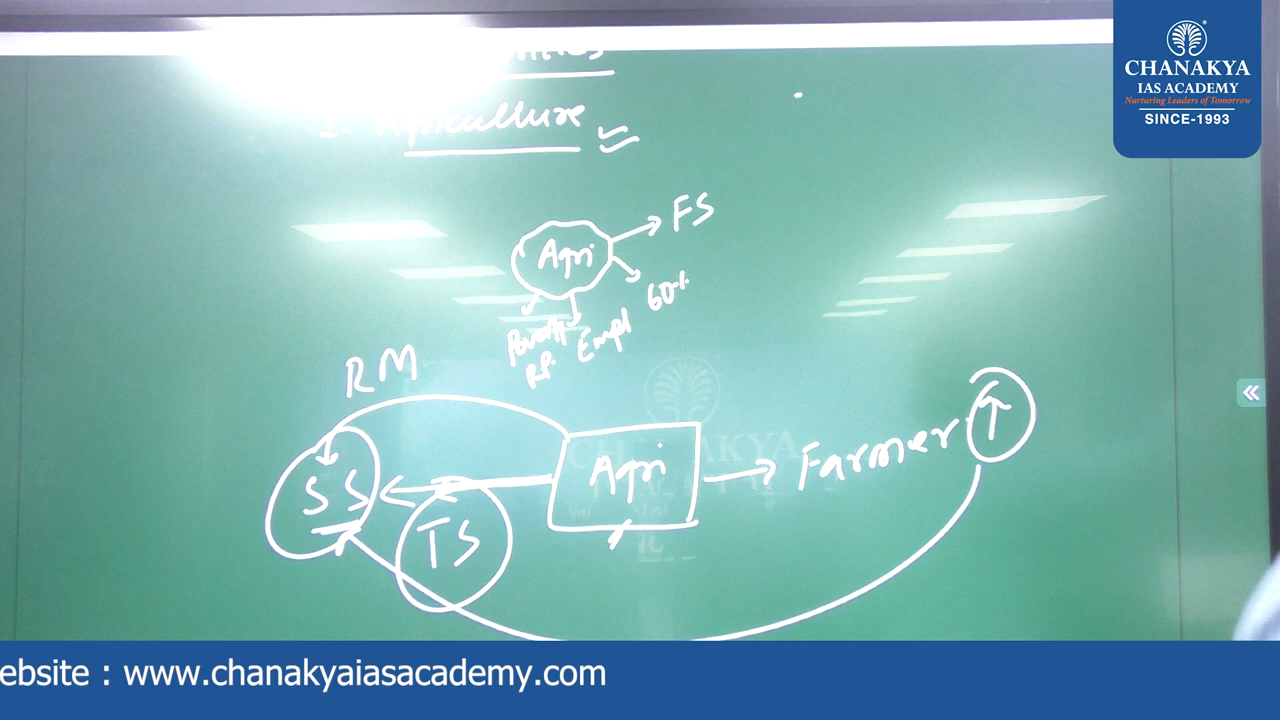 1. Agriculture
Agri
FS
60%
Empl
RM
SS
TS
Agri
Farmer
CHANAKYA
IAS ACADEMY
Nurturing Leaders of Tomorrow
SINCE-1993
ebsite : www.chanakyaiasacademy.com